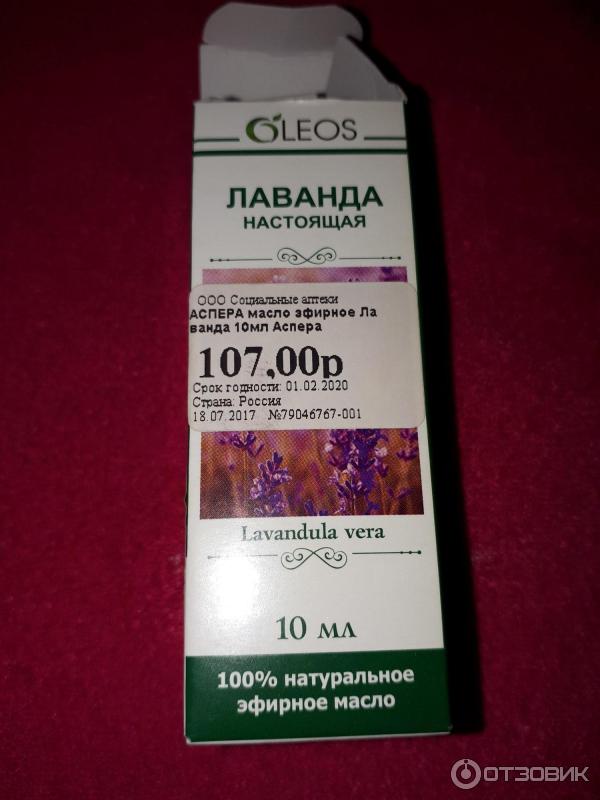 OLEOS
ЛАВАНДА
НАСТОЯЩАЯ
ООО Социальные аптеки
АСПЕРА масло эфирное Ла
ванда 10мл Аспера
107,00р
Срок годности: 01.02.2020
Страна: Россия
18.07.2017 №79046767-001
Lavandula vera
10 мл
100% натуральное
эфирное масло
ОТЗОВИК